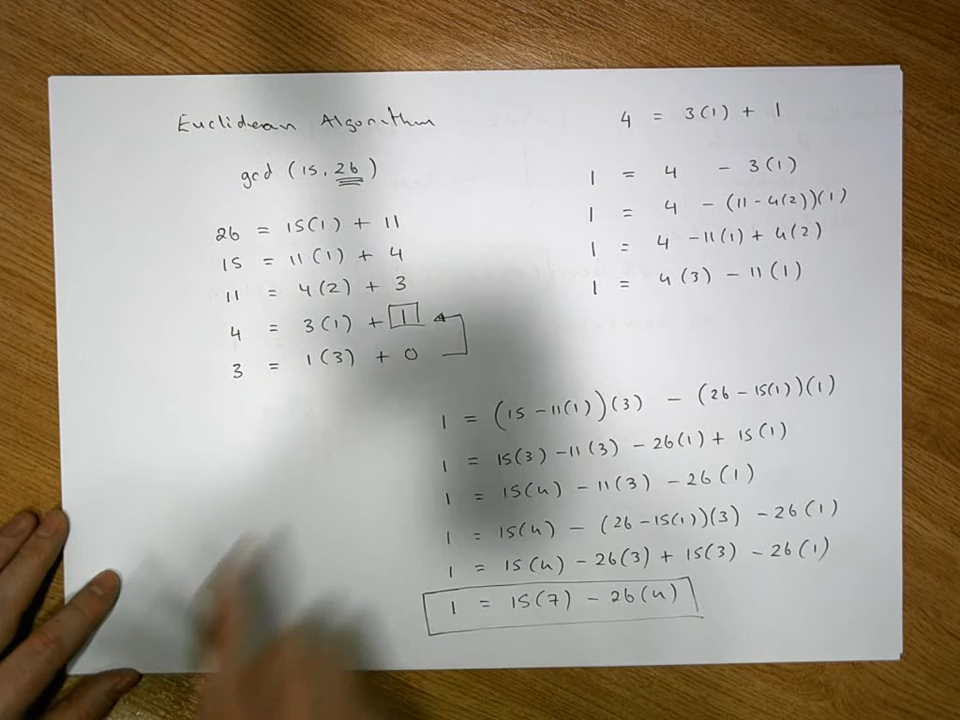 Euclidean Algorithm
gcd (15, 26)
26 = 15(1) + 11
15 = 11(1) + 4
11 = 4(2) + 3
4 = 3(1) + 1
3 = 1(3) + 0
4 = 3(1) + 1
1 = 4 - 3(1)
1 = 4 - (11 - 4(2))(1)
1 = 4 - 11(1) + 4(2)
1 = 4(3) - 11(1)
1 = (15 - 11(1))(3) - (26 - 15(1))(1)
1 = 15(3) - 11(3) - 26(1) + 15(1)
1 = 15(4) - 11(3) - 26(1)
1 = 15(4) - (26 - 15(1))(3) - 26(1)
1 = 15(4) - 26(3) + 15(3) - 26(1)
1 = 15(7) - 26(4)